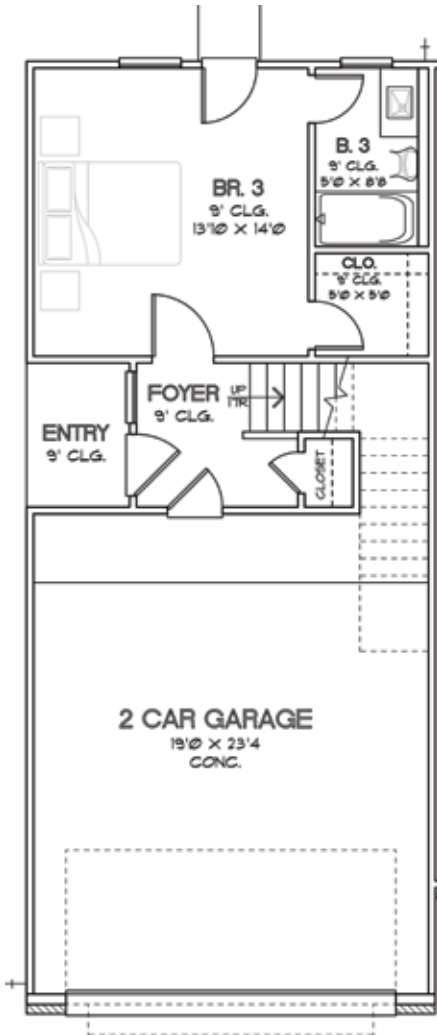 B. 3
9' CLG.
5'0 X 8'8
BR. 3
9' CLG.
13'10 X 14'0
CLO.
9' CLG.
5'0 X 5'0
FOYER
9' CLG.
UP
17R
ENTRY
9' CLG.
CLOSET
2 CAR GARAGE
19'0 X 23'4
CONC.